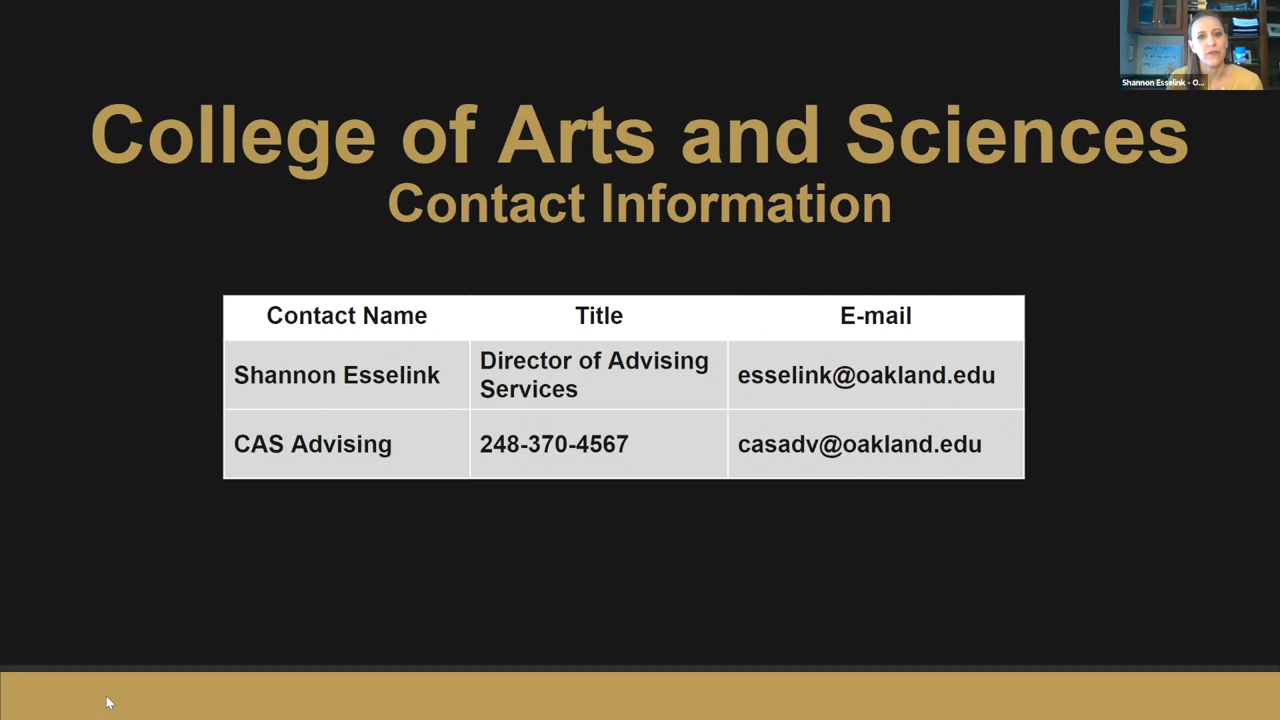 Shannon Esselink - O...
College of Arts and Sciences
Contact Information
Contact Name Title E-mail
Shannon Esselink Director of Advising Services esselink@oakland.edu
CAS Advising 248-370-4567 casadv@oakland.edu